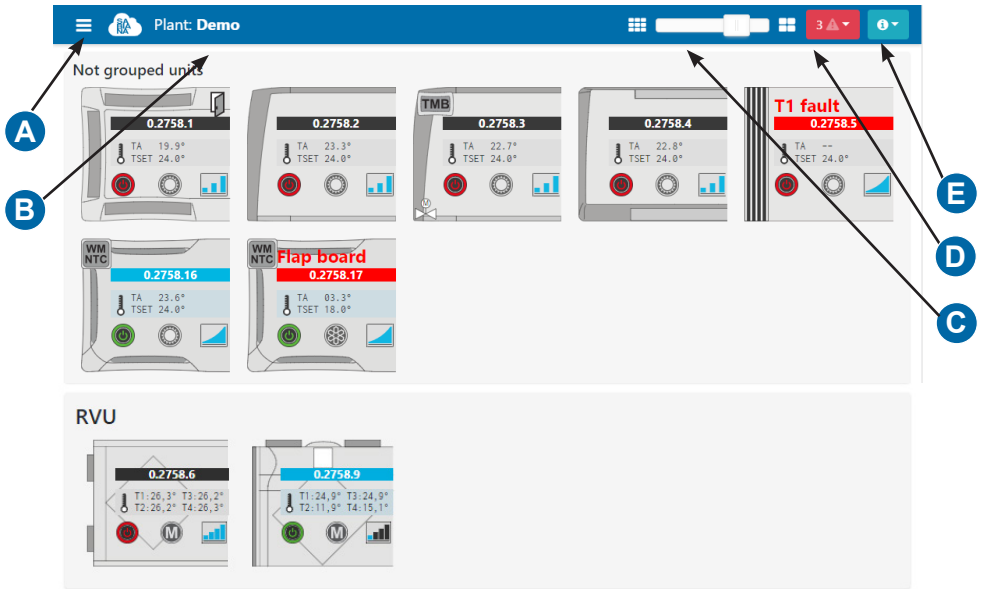 SA
BIA
NA
Plant: Demo
3
Not grouped units
TMB
T1 fault
0.2758.1
0.2758.2
0.2758.3
0.2758.4
0.2758.5
TA 19.9°
TSET 24.0°
TA 23.3°
TSET 24.0°
TA 22.7°
TSET 24.0°
TA 22.8°
TSET 24.0°
TA --
TSET 24.0°
M
A
B
C
D
E
WM
NTC
0.2758.16
WM
NTC
Flap board
0.2758.17
TA 23.6°
TSET 24.0°
TA 03.3°
TSET 18.0°
RVU
0.2758.6
0.2758.9
T1:26,3° T3:26,2°
T2:26,2° T4:26,3°
T1:24,9° T3:24,9°
T2:11,9° T4:15,1°
M
M